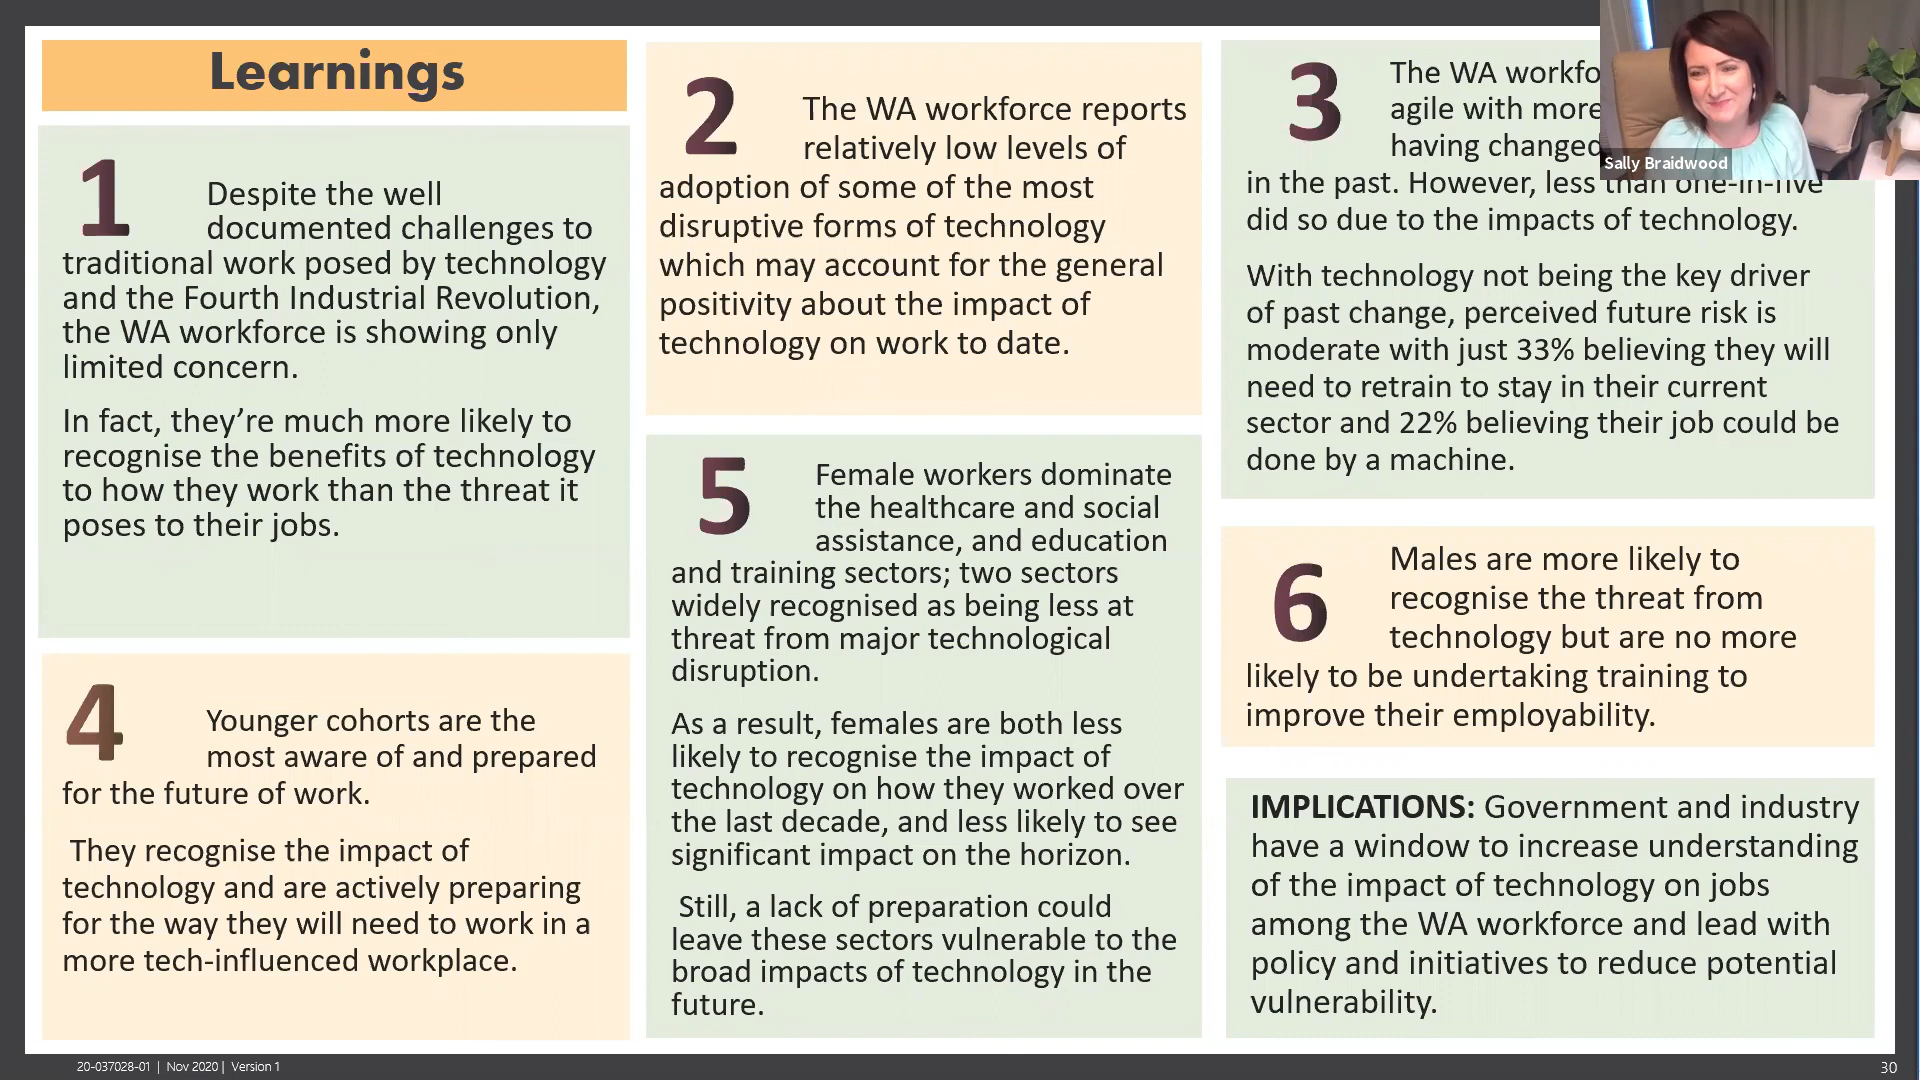 Learnings
1
Despite the well
documented challenges to
traditional work posed by technology
and the Fourth Industrial Revolution,
the WA workforce is showing only
limited concern.
In fact, they’re much more likely to
recognise the benefits of technology
to how they work than the threat it
poses to their jobs.
2
The WA workforce reports
relatively low levels of
adoption of some of the most
disruptive forms of technology
which may account for the general
positivity about the impact of
technology on work to date.
3
The WA
agile with more
having changed
in the past. However, less than one-in-five
did so due to the impacts of technology.
With technology not being the key driver
of past change, perceived future risk is
moderate with just 33% believing they will
need to retrain to stay in their current
sector and 22% believing their job could be
done by a machine.
Sally Braidwood
4
Younger cohorts are the
most aware of and prepared
for the future of work.
They recognise the impact of
technology and are actively preparing
for the way they will need to work in a
more tech-influenced workplace.
5
Female workers dominate
the healthcare and social
assistance, and education
and training sectors; two sectors
widely recognised as being less at
threat from major technological
disruption.
As a result, females are both less
likely to recognise the impact of
technology on how they worked over
the last decade, and less likely to see
significant impact on the horizon.
Still, a lack of preparation could
leave these sectors vulnerable to the
broad impacts of technology in the
future.
6
Males are more likely to
recognise the threat from
technology but are no more
likely to be undertaking training to
improve their employability.
IMPLICATIONS: Government and industry
have a window to increase understanding
of the impact of technology on jobs
among the WA workforce and lead with
policy and initiatives to reduce potential
vulnerability.
20-037028-01 | Nov 2020 | Version 1
30